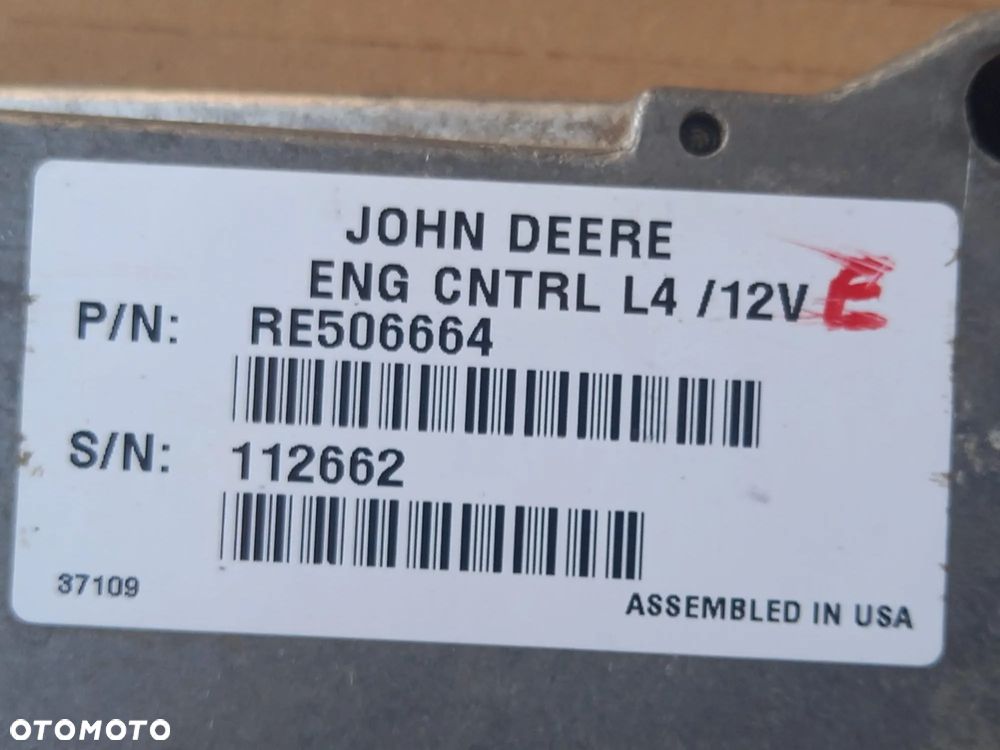 JOHN DEERE
ENG CNTRL L4 /12V E
P/N: RE506664
S/N: 112662
37109
ASSEMBLED IN USA
OTOMOTO